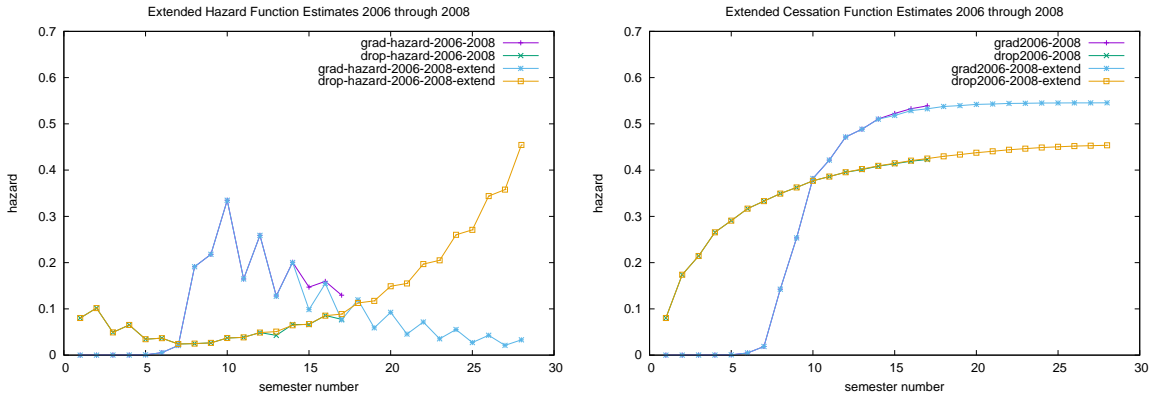 Extended Hazard Function Estimates 2006 through 2008
0.7
0.6
0.5
0.4
0.3
0.2
0.1
0
hazard
grad-hazard-2006-2008
drop-hazard-2006-2008
grad-hazard-2006-2008-extend
drop-hazard-2006-2008-extend
0 5 10 15 20 25 30
semester number
Extended Cessation Function Estimates 2006 through 2008
0.7
0.6
0.5
0.4
0.3
0.2
0.1
0
hazard
grad2006-2008
drop2006-2008
grad2006-2008-extend
drop2006-2008-extend
0 5 10 15 20 25 30
semester number